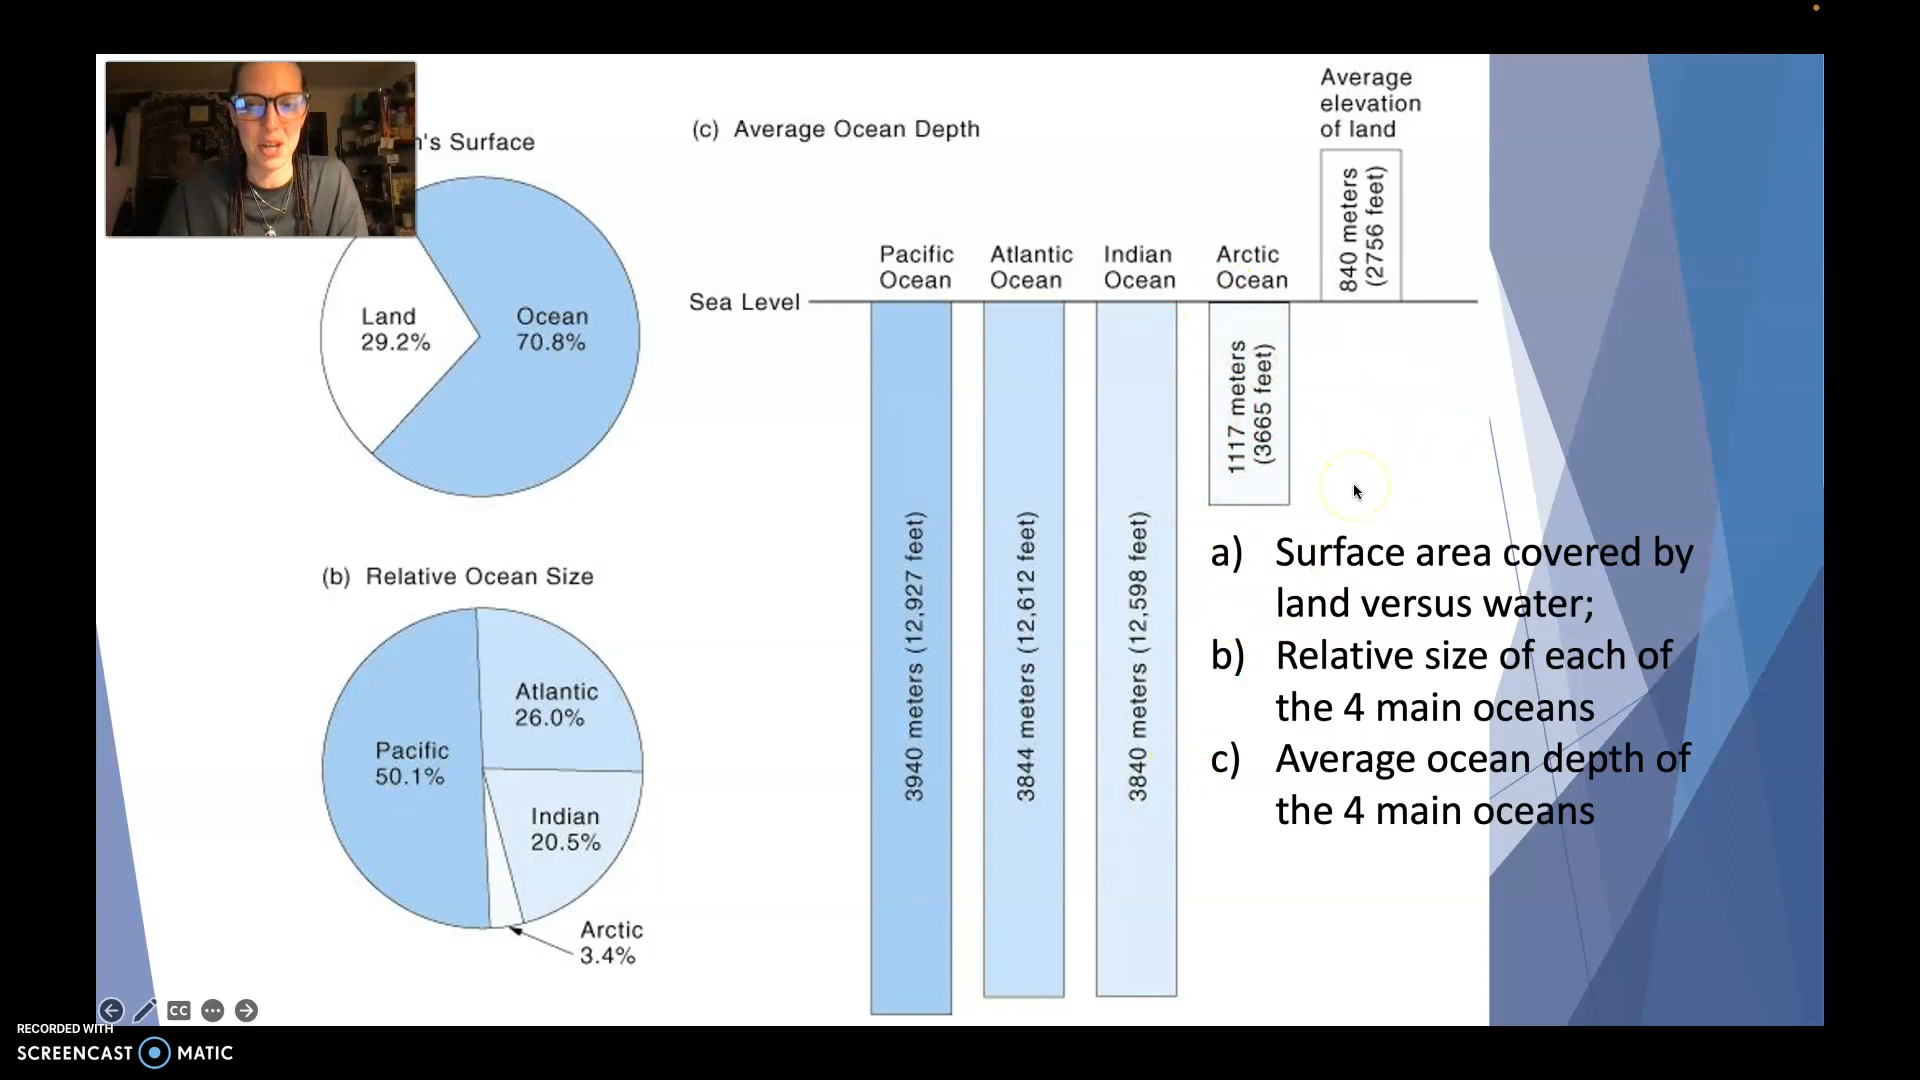 's Surface
Land
29.2%
Ocean
70.8%
(b) Relative Ocean Size
Atlantic
26.0%
Pacific
50.1%
Indian
20.5%
Arctic
3.4%
(c) Average Ocean Depth
Average
elevation
of land
840 meters
(2756 feet)
Pacific
Ocean
Atlantic
Ocean
Indian
Ocean
Arctic
Ocean
Sea Level
3940 meters (12,927 feet)
3844 meters (12,612 feet)
3840 meters (12,598 feet)
1117 meters
(3665 feet)
a) Surface area covered by
land versus water;
b) Relative size of each of
the 4 main oceans
c) Average ocean depth of
the 4 main oceans
CC
RECORDED WITH
SCREENCAST MATIC